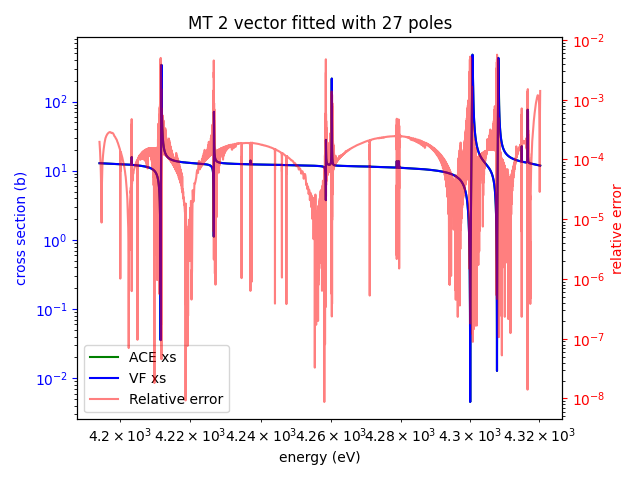 MT 2 vector fitted with 27 poles
cross section (b)
10²
10¹
10⁰
10⁻¹
10⁻²
10⁻²
10⁻³
10⁻⁴
10⁻⁵
10⁻⁶
10⁻⁷
10⁻⁸
relative error
ACE xs
VF xs
Relative error
4.2 × 10³ 4.22 × 10³ 4.24 × 10³ 4.26 × 10³ 4.28 × 10³ 4.3 × 10³ 4.32 × 10³
energy (eV)